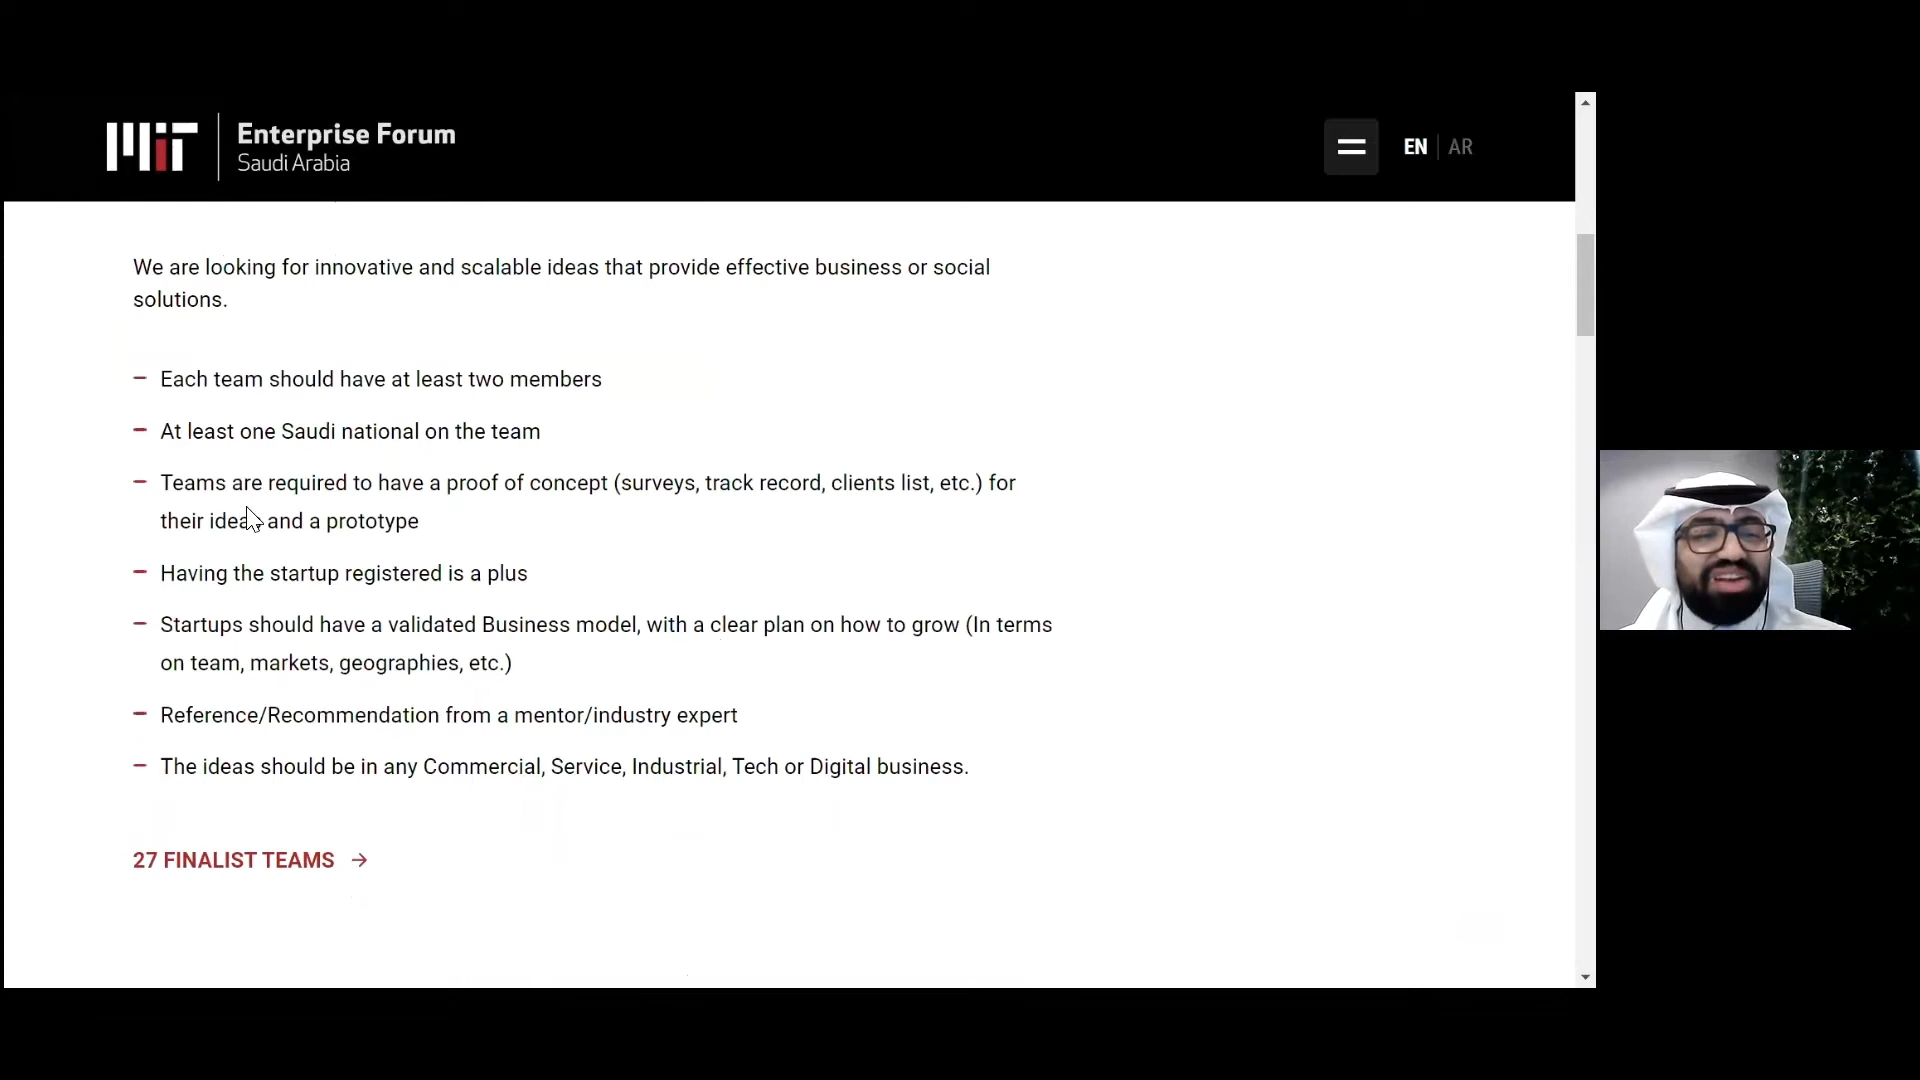 MIT
Enterprise Forum
Saudi Arabia
EN | AR
We are looking for innovative and scalable ideas that provide effective business or social
solutions.
– Each team should have at least two members
– At least one Saudi national on the team
– Teams are required to have a proof of concept (surveys, track record, clients list, etc.) for
their idea, and a prototype
– Having the startup registered is a plus
– Startups should have a validated Business model, with a clear plan on how to grow (In terms
on team, markets, geographies, etc.)
– Reference/Recommendation from a mentor/industry expert
– The ideas should be in any Commercial, Service, Industrial, Tech or Digital business.
27 FINALIST TEAMS →